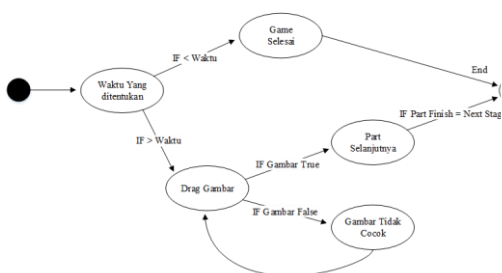 Game
Selesai
IF < Waktu
End
Waktu Yang
ditentukan
IF Part Finish = Next Stag
Part
Selanjutnya
IF > Waktu
IF Gambar True
Drag Gambar
IF Gambar False
Gambar Tidak
Cocok